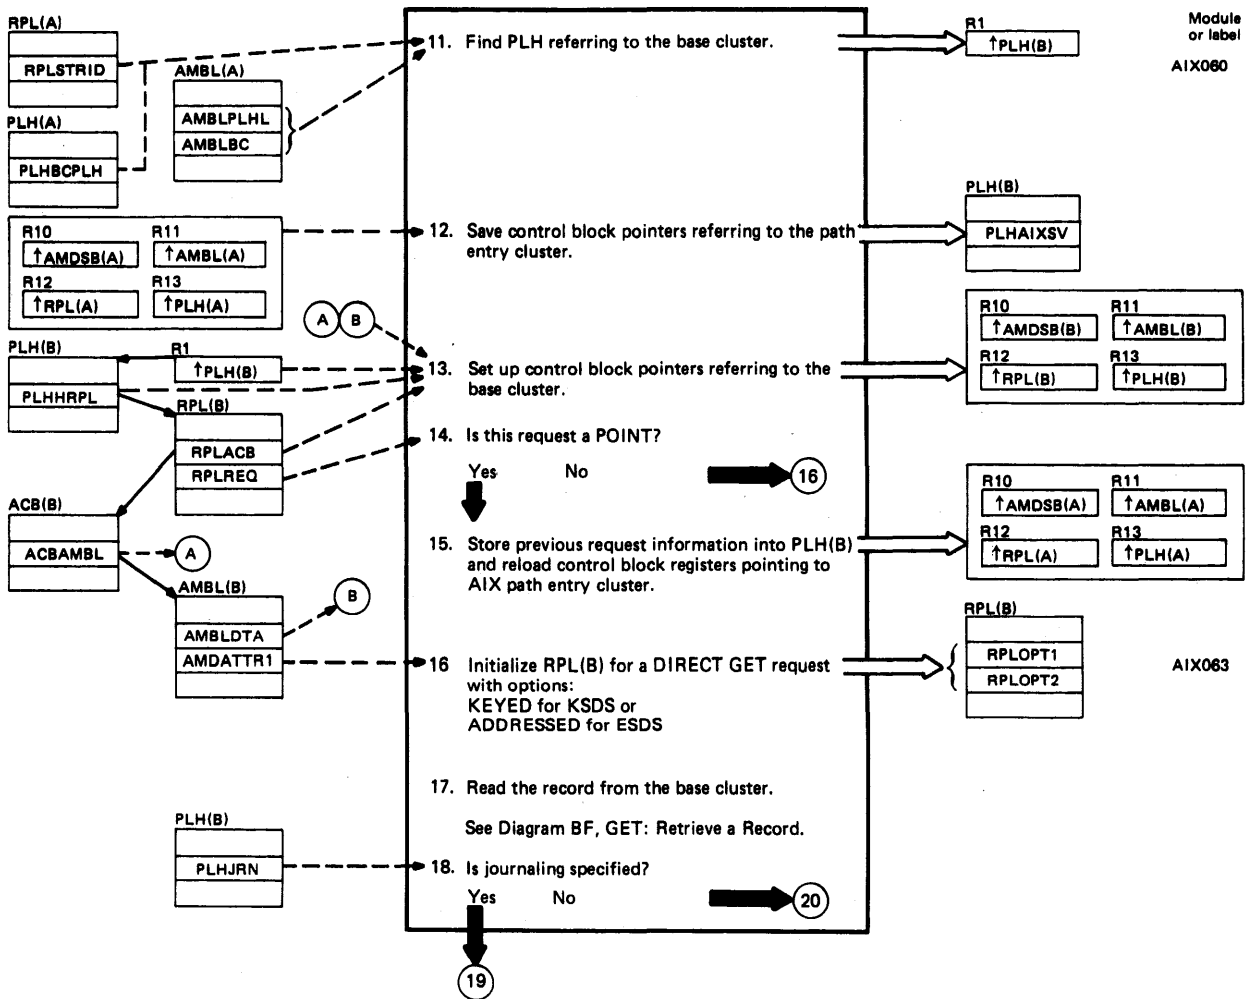 RPL(A)
RPLSTRID
AMBL(A)
AMBLPLHL
AMBLBC
PLH(A)
PLHBCPLH
11. Find PLH referring to the base cluster.
R1
↑PLH(B)
Module
or label
AIX060
R10
↑AMDSB(A)
R11
↑AMBL(A)
R12
↑RPL(A)
R13
↑PLH(A)
12. Save control block pointers referring to the path
entry cluster.
PLH(B)
PLHAIXSV
A
B
PLH(B)
PLHHRPL
R1
↑PLH(B)
RPL(B)
RPLACB
RPLREQ
13. Set up control block pointers referring to the
base cluster.
R10
↑AMDSB(B)
R11
↑AMBL(B)
R12
↑RPL(B)
R13
↑PLH(B)
14. Is this request a POINT?
Yes No
16
ACB(B)
ACBAMBL
A
15. Store previous request information into PLH(B)
and reload control block registers pointing to
AIX path entry cluster.
R10
↑AMDSB(A)
R11
↑AMBL(A)
R12
↑RPL(A)
R13
↑PLH(A)
AMBL(B)
AMBLDTA
AMDATTR1
B
16 Initialize RPL(B) for a DIRECT GET request
with options:
KEYED for KSDS or
ADDRESSED for ESDS
RPL(B)
RPLOPT1
RPLOPT2
AIX063
17. Read the record from the base cluster.
See Diagram BF, GET: Retrieve a Record.
PLH(B)
PLHJRN
18. Is journaling specified?
Yes No
20
19